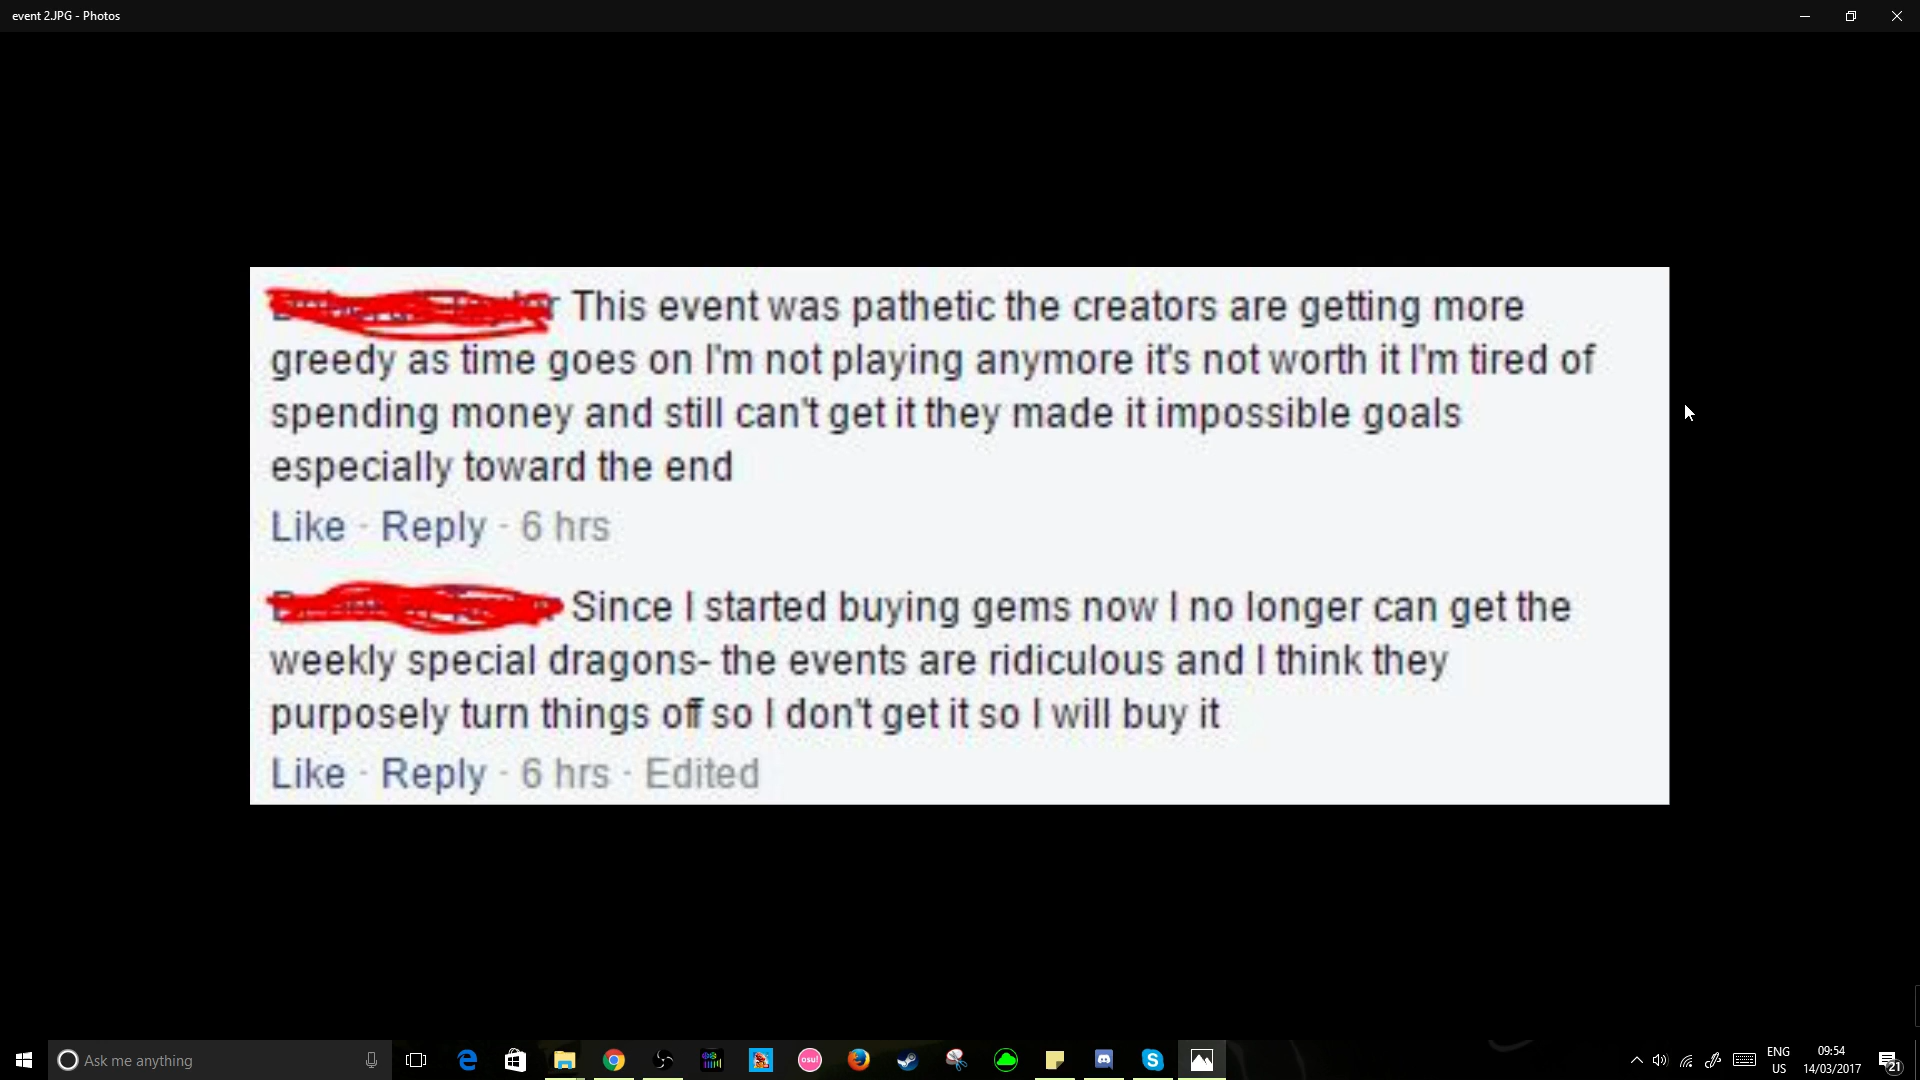 event 2.JPG - Photos
This event was pathetic the creators are getting more
greedy as time goes on I'm not playing anymore it's not worth it I'm tired of
spending money and still can't get it they made it impossible goals
especially toward the end
Like · Reply · 6 hrs
Since I started buying gems now I no longer can get the
weekly special dragons- the events are ridiculous and I think they
purposely turn things off so I don't get it so I will buy it
Like · Reply · 6 hrs · Edited
Ask me anything
osu!
ENG
US
09:54
14/03/2017
21